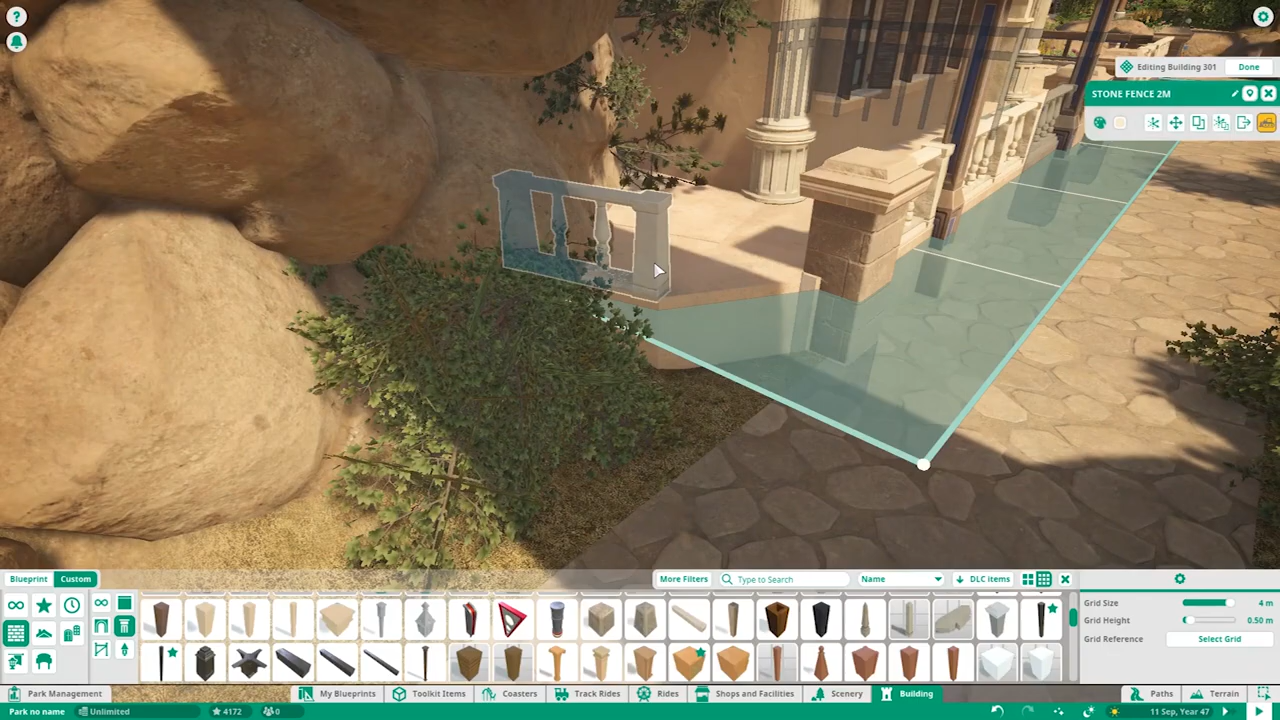 ?
Editing Building 301
Done
STONE FENCE 2M
Blueprint
Custom
More Filters
Type to Search
Name
DLC items
Grid Size
4 m
Grid Height
0.50 m
Grid Reference
Select Grid
Park Management
My Blueprints
Toolkit Items
Coasters
Track Rides
Rides
Shops and Facilities
Scenery
Building
Paths
Terrain
Park no name
Unlimited
4172
0
11 Sep, Year 47